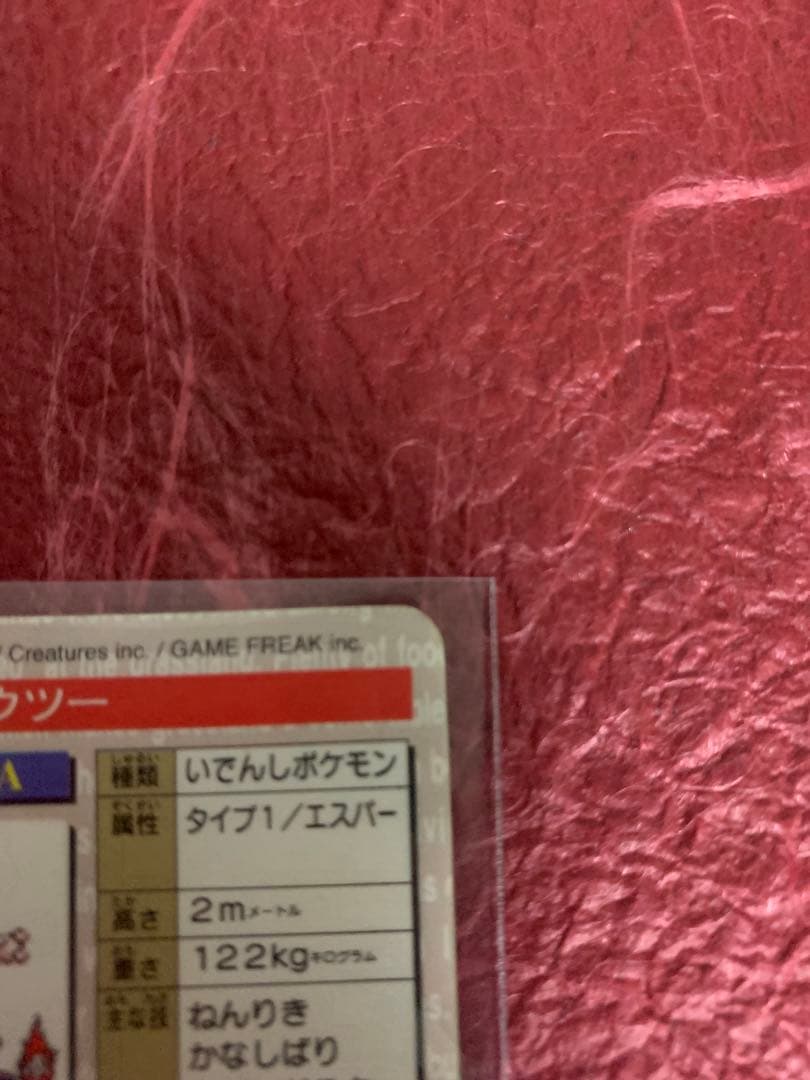 / Creatures inc. / GAME FREAK inc.
ウツー
A
種類 いでんしポケモン
属性 タイプ1/エスパー
高さ 2mメートル
重さ 122kgキログラム
主な技 ねんりき
かなしばり